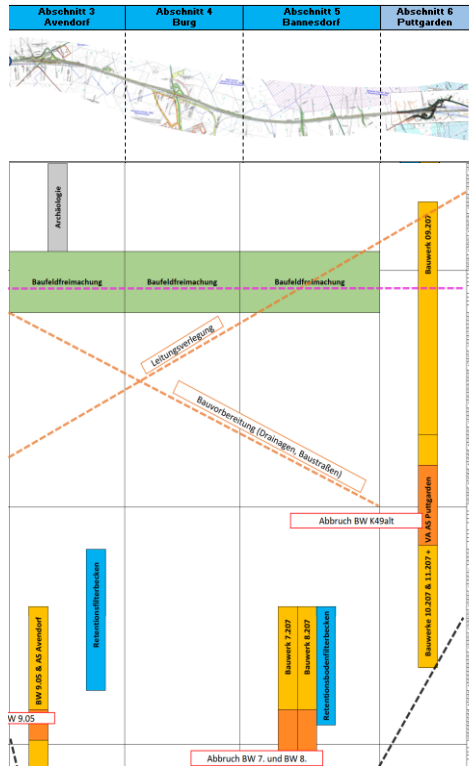 Abschnitt 3
Avendorf
Abschnitt 4
Burg
Abschnitt 5
Bannesdorf
Abschnitt 6
Puttgarden
Archäologie
Bauwerk 09.207
Baufeldfreimachung
Baufeldfreimachung
Baufeldfreimachung
Leitungsverlegung
Bauvorbereitung (Drainagen, Baustraßen)
VA AS Puttgarden
Abbruch BW K49alt
Bauwerke 10.207 & 11.207 +
Retentionsfilterbecken
BW 9.05 & AS Avendorf
Bauwerk 7.207
Bauwerk 8.207
Retentionsbodenfilterbecken
W 9.05
Abbruch BW 7. und BW 8.